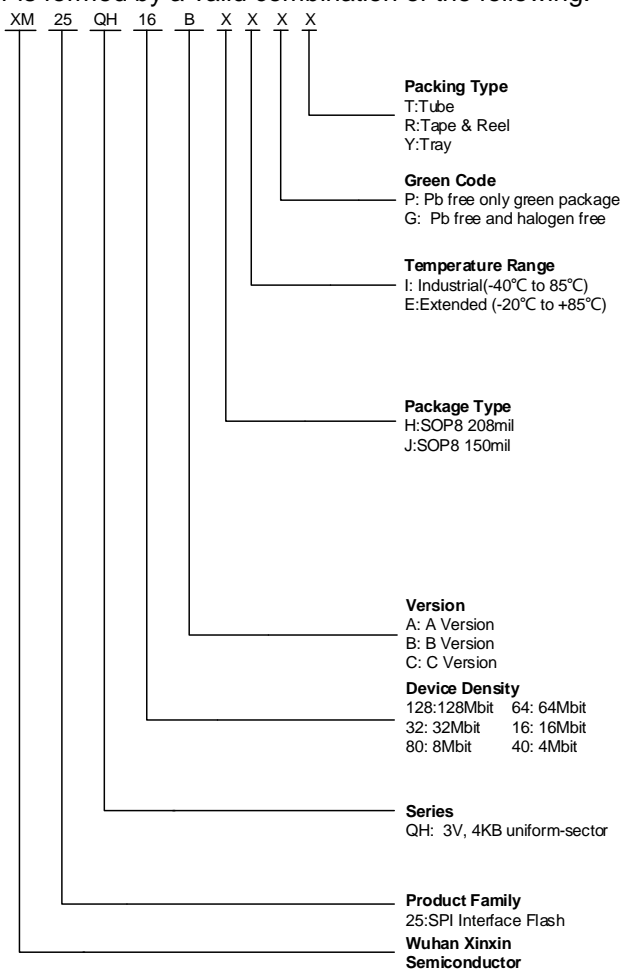 is formed by a valid combination of the following:
XM 25 QH 16 B X X X X
Packing Type
T:Tube
R:Tape & Reel
Y:Tray
Green Code
P: Pb free only green package
G: Pb free and halogen free
Temperature Range
I: Industrial(-40℃ to 85℃)
E:Extended (-20℃ to +85℃)
Package Type
H:SOP8 208mil
J:SOP8 150mil
Version
A: A Version
B: B Version
C: C Version
Device Density
128:128Mbit 64: 64Mbit
32: 32Mbit 16: 16Mbit
80: 8Mbit 40: 4Mbit
Series
QH: 3V, 4KB uniform-sector
Product Family
25:SPI Interface Flash
Wuhan Xinxin
Semiconductor